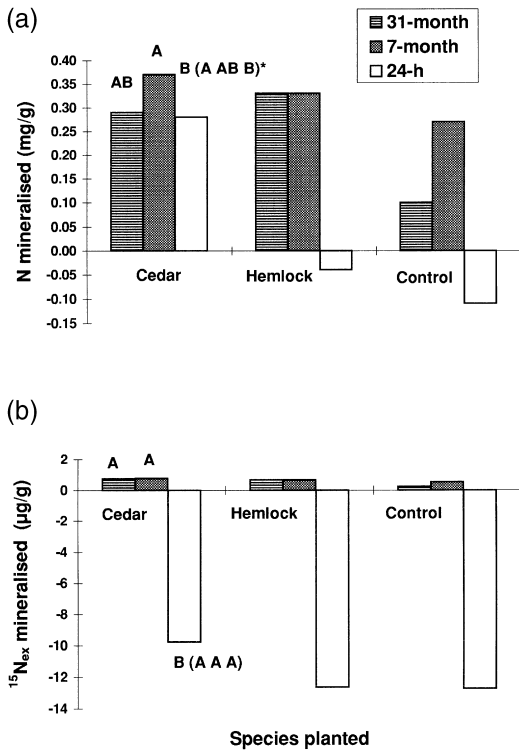 (a)
31-month
7-month
24-h
0.40
0.35
0.30
0.25
0.20
0.15
0.10
0.05
0.00
-0.05
-0.10
-0.15
N mineralised (mg/g)
AB
A
B (A AB B)*
Cedar
Hemlock
Control
(b)
2
0
-2
-4
-6
-8
-10
-12
-14
¹⁵Nₑₓ mineralised (µg/g)
A A
Cedar
Hemlock
Control
B (A A A)
Species planted